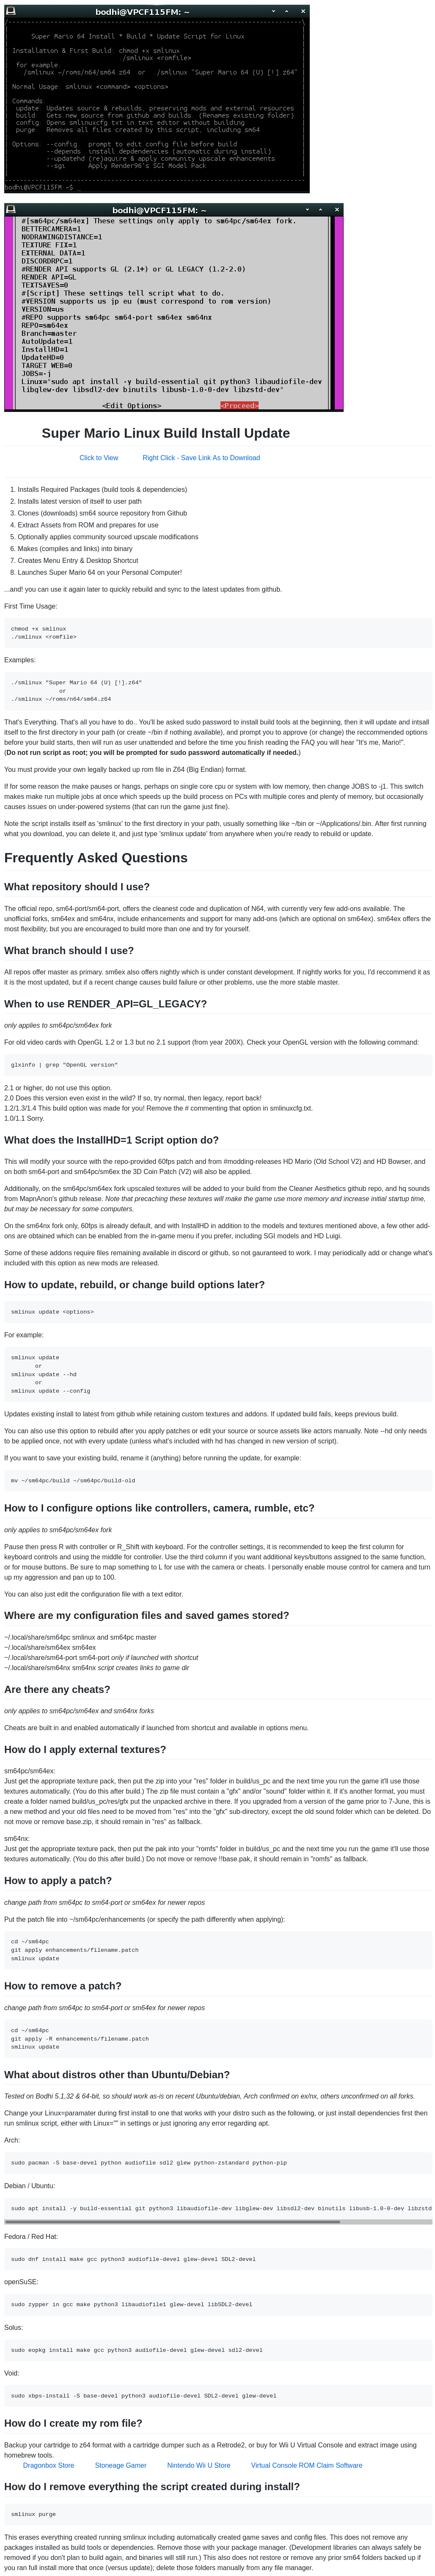 bodhi@VPCF115FM: ~
Super Mario 64 Install * Build * Update Script for Linux
Installation & First Build: chmod +x smlinux
./smlinux <romfile>
for example:
./smlinux ~/roms/n64/sm64.z64 or ./smlinux "Super Mario 64 (U) [!].z64"
Normal Usage: smlinux <command> <options>
Commands:
update Updates source & rebuilds, preserving mods and external resources
build Gets new source from github and builds. (Renames existing folder)
config Opens smlinuxcfg.txt in text editor without building
purge Removes all files created by this script, including sm64
Options: --config prompt to edit config file before build
--depends install depdendencies (automatic during install)
--updatehd (re)aquire & apply community upscale enhancements
--sgi Apply Render96's SGI Model Pack
bodhi@VPCF115FM ~$ _
bodhi@VPCF115FM: ~
#[sm64pc/sm64ex] These settings only apply to sm64pc/sm64ex fork.
BETTERCAMERA=1
NODRAWINGDISTANCE=1
TEXTURE_FIX=1
EXTERNAL_DATA=1
DISCORDRPC=1
#RENDER_API supports GL (2.1+) or GL_LEGACY (1.2-2.0)
RENDER_API=GL
TEXTSAVES=0
#[Script] These settings tell script what to do.
#VERSION supports us jp eu (must correspond to rom version)
VERSION=us
#REPO supports sm64pc sm64-port sm64ex sm64nx
REPO=sm64ex
Branch=master
AutoUpdate=1
InstallHD=1
UpdateHD=0
TARGET_WEB=0
JOBS=-j
Linux="sudo apt install -y build-essential git python3 libaudiofile-dev
libglew-dev libsdl2-dev binutils libusb-1.0-0-dev libzstd-dev"
<Edit Options> <Proceed>
Super Mario Linux Build Install Update
Click to View Right Click - Save Link As to Download
1. Installs Required Packages (build tools & dependencies)
2. Installs latest version of itself to user path
3. Clones (downloads) sm64 source repository from Github
4. Extract Assets from ROM and prepares for use
5. Optionally applies community sourced upscale modifications
6. Makes (compiles and links) into binary
7. Creates Menu Entry & Desktop Shortcut
8. Launches Super Mario 64 on your Personal Computer!
...and! you can use it again later to quickly rebuild and sync to the latest updates from github.
First Time Usage:
chmod +x smlinux
./smlinux <romfile>
Examples:
./smlinux "Super Mario 64 (U) [!].z64"
or
./smlinux ~/roms/n64/sm64.z64
That's Everything. That's all you have to do.. You'll be asked sudo password to install build tools at the beginning, then it will update and intsall
itself to the first directory in your path (or create ~/bin if nothing available), and prompt you to approve (or change) the reccomended options
before your build starts, then will run as user unattended and before the time you finish reading the FAQ you will hear "It's me, Mario!".
(Do not run script as root; you will be prompted for sudo password automatically if needed.)
You must provide your own legally backed up rom file in Z64 (Big Endian) format.
If for some reason the make pauses or hangs, perhaps on single core cpu or system with low memory, then change JOBS to -j1. This switch
makes make run multiple jobs at once which speeds up the build process on PCs with multiple cores and plenty of memory, but occasionally
causes issues on under-powered systems (that can run the game just fine).
Note the script installs itself as 'smlinux' to the first directory in your path, usually something like ~/bin or ~/Applications/.bin. After first running
what you download, you can delete it, and just type 'smlinux update' from anywhere when you're ready to rebuild or update.
Frequently Asked Questions
What repository should I use?
The official repo, sm64-port/sm64-port, offers the cleanest code and duplication of N64, with currently very few add-ons available. The
unofficial forks, sm64ex and sm64nx, include enhancements and support for many add-ons (which are optional on sm64ex). sm64ex offers the
most flexibility, but you are encouraged to build more than one and try for yourself.
What branch should I use?
All repos offer master as primary. sm6ex also offers nightly which is under constant development. If nightly works for you, I'd reccommend it as
it is the most updated, but if a recent change causes build failure or other problems, use the more stable master.
When to use RENDER_API=GL_LEGACY?
only applies to sm64pc/sm64ex fork
For old video cards with OpenGL 1.2 or 1.3 but no 2.1 support (from year 200X). Check your OpenGL version with the following command:
glxinfo | grep "OpenGL version"
2.1 or higher, do not use this option.
2.0 Does this version even exist in the wild? If so, try normal, then legacy, report back!
1.2/1.3/1.4 This build option was made for you! Remove the # commenting that option in smlinuxcfg.txt.
1.0/1.1 Sorry.
What does the InstallHD=1 Script option do?
This will modify your source with the repo-provided 60fps patch and from #modding-releases HD Mario (Old School V2) and HD Bowser, and
on both sm64-port and sm64pc/sm6ex the 3D Coin Patch (V2) will also be applied.
Additionally, on the sm64pc/sm64ex fork upscaled textures will be added to your build from the Cleaner Aesthetics github repo, and hq sounds
from MapnAnon's github release. Note that precaching these textures will make the game use more memory and increase initial startup time,
but may be necessary for some computers.
On the sm64nx fork only, 60fps is already default, and with InstallHD in addition to the models and textures mentioned above, a few other add-
ons are obtained which can be enabled from the in-game menu if you prefer, including SGI models and HD Luigi.
Some of these addons require files remaining available in discord or github, so not gauranteed to work. I may periodically add or change what's
included with this option as new mods are released.
How to update, rebuild, or change build options later?
smlinux update <options>
For example:
smlinux update
or
smlinux update --hd
or
smlinux update --config
Updates existing install to latest from github while retaining custom textures and addons. If updated build fails, keeps previous build.
You can also use this option to rebuild after you apply patches or edit your source or source assets like actors manually. Note --hd only needs
to be applied once, not with every update (unless what's included with hd has changed in new version of script).
If you want to save your existing build, rename it (anything) before running the update, for example:
mv ~/sm64pc/build ~/sm64pc/build-old
How to I configure options like controllers, camera, rumble, etc?
only applies to sm64pc/sm64ex fork
Pause then press R with controller or R_Shift with keyboard. For the controller settings, it is recommended to keep the first column for
keyboard controls and using the middle for controller. Use the third column if you want additional keys/buttons assigned to the same function,
or for mouse buttons. Be sure to map something to L for use with the camera or cheats. I personally enable mouse control for camera and turn
up my aggression and pan up to 100.
You can also just edit the configuration file with a text editor.
Where are my configuration files and saved games stored?
~/.local/share/sm64pc smlinux and sm64pc master
~/.local/share/sm64ex sm64ex
~/.local/share/sm64-port sm64-port only if launched with shortcut
~/.local/share/sm64nx sm64nx script creates links to game dir
Are there any cheats?
only applies to sm64pc/sm64ex and sm64nx forks
Cheats are built in and enabled automatically if launched from shortcut and available in options menu.
How do I apply external textures?
sm64pc/sm64ex:
Just get the appropriate texture pack, then put the zip into your "res" folder in build/us_pc and the next time you run the game it'll use those
textures automatically. (You do this after build.) The zip file must contain a "gfx" and/or "sound" folder within it. If it's another format, you must
create a folder named build/us_pc/res/gfx put the unpacked archive in there. If you upgraded from a version of the game prior to 7-June, this is
a new method and your old files need to be moved from "res" into the "gfx" sub-directory, except the old sound folder which can be deleted. Do
not move or remove base.zip, it should remain in "res" as fallback.
sm64nx:
Just get the appropriate texture pack, then put the pak into your "romfs" folder in build/us_pc and the next time you run the game it'll use those
textures automatically. (You do this after build.) Do not move or remove !!base.pak, it should remain in "romfs" as fallback.
How to apply a patch?
change path from sm64pc to sm64-port or sm64ex for newer repos
Put the patch file into ~/sm64pc/enhancements (or specify the path differently when applying):
cd ~/sm64pc
git apply enhancements/filename.patch
smlinux update
How to remove a patch?
change path from sm64pc to sm64-port or sm64ex for newer repos
cd ~/sm64pc
git apply -R enhancements/filename.patch
smlinux update
What about distros other than Ubuntu/Debian?
Tested on Bodhi 5.1,32 & 64-bit, so should work as-is on recent Ubuntu/debian, Arch confirmed on ex/nx, others unconfirmed on all forks.
Change your Linux=paramater during first install to one that works with your distro such as the following, or just install dependencies first then
run smlinux script, either with Linux="" in settings or just ignoring any error regarding apt.
Arch:
sudo pacman -S base-devel python audiofile sdl2 glew python-zstandard python-pip
Debian / Ubuntu:
sudo apt install -y build-essential git python3 libaudiofile-dev libglew-dev libsdl2-dev binutils libusb-1.0-0-dev libzstd
Fedora / Red Hat:
sudo dnf install make gcc python3 audiofile-devel glew-devel SDL2-devel
openSuSE:
sudo zypper in gcc make python3 libaudiofile1 glew-devel libSDL2-devel
Solus:
sudo eopkg install make gcc python3 audiofile-devel glew-devel sdl2-devel
Void:
sudo xbps-install -S base-devel python3 audiofile-devel SDL2-devel glew-devel
How do I create my rom file?
Backup your cartridge to z64 format with a cartridge dumper such as a Retrode2, or buy for Wii U Virtual Console and extract image using
homebrew tools.
Dragonbox Store Stoneage Gamer Nintendo Wii U Store Virtual Console ROM Claim Software
How do I remove everything the script created during install?
smlinux purge
This erases everything created running smlinux including automatically created game saves and config files. This does not remove any
packages installed as build tools or dependencies. Remove those with your package manager. (Development libraries can always safely be
removed if you don't plan to build again, and binaries will still run.) This also does not restore or remove any prior sm64 folders backed up if
you ran full install more that once (versus update); delete those folders manually from any file manager.